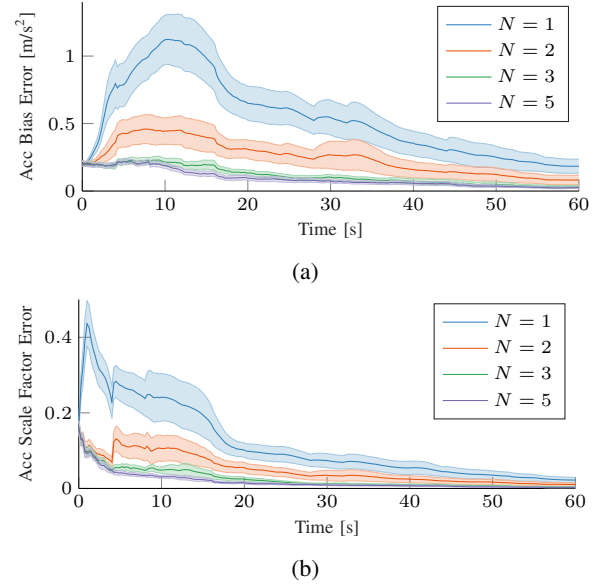 Acc Bias Error [m/s²]
1
0.5
0
0 10 20 30 40 50 60
Time [s]
N = 1
N = 2
N = 3
N = 5
(a)
Acc Scale Factor Error
0.4
0.2
0
0 10 20 30 40 50 60
Time [s]
N = 1
N = 2
N = 3
N = 5
(b)